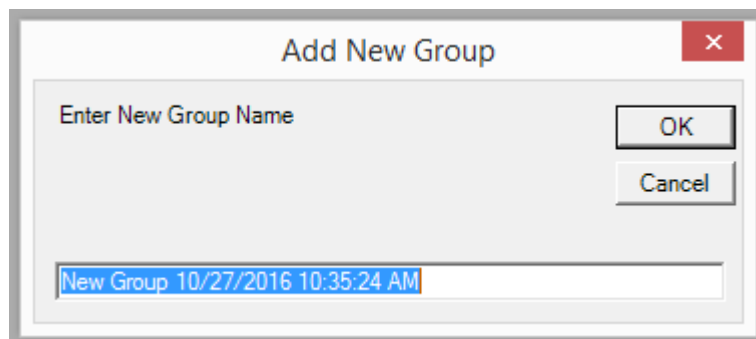 Add New Group
Enter New Group Name
OK
Cancel
New Group 10/27/2016 10:35:24 AM